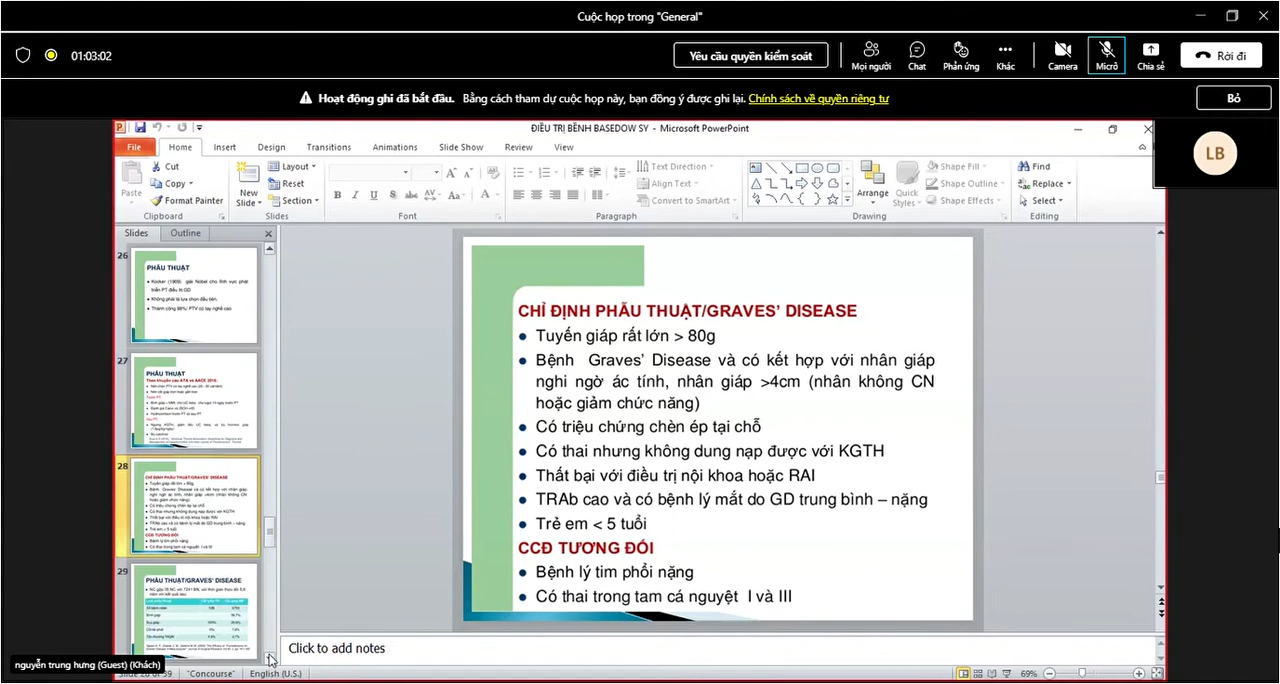 Cuộc họp trong "General"
01:03:02
Yêu cầu quyền kiểm soát
Mọi người
Chat
Phản ứng
Khác
Camera
Micrô
Chia sẻ
Rời đi
Hoạt động ghi đã bắt đầu. Bằng cách tham dự cuộc họp này, bạn đồng ý được ghi lại. Chính sách về quyền riêng tư
Bỏ
ĐIỀU TRỊ BỆNH BASEDOW SY - Microsoft PowerPoint
LB
File Home Insert Design Transitions Animations Slide Show Review View
Paste
Cut
Copy
Format Painter
Clipboard
New
Slide
Layout
Reset
Section
Slides
Font
Text Direction
Align Text
Convert to SmartArt
Paragraph
Arrange
Quick
Styles
Shape Fill
Shape Outline
Shape Effects
Drawing
Find
Replace
Select
Editing
Slides Outline
26
PHẪU THUẬT
Không phải là lựa chọn đầu tiên.
27
PHẪU THUẬT
28
CHỈ ĐỊNH PHẪU THUẬT/GRAVES' DISEASE
29
PHẪU THUẬT/GRAVES' DISEASE
CHỈ ĐỊNH PHẪU THUẬT/GRAVES' DISEASE
Tuyến giáp rất lớn > 80g
Bệnh Graves' Disease và có kết hợp với nhân giáp
nghi ngờ ác tính, nhân giáp >4cm (nhân không CN
hoặc giảm chức năng)
Có triệu chứng chèn ép tại chỗ
Có thai nhưng không dung nạp được với KGTH
Thất bại với điều trị nội khoa hoặc RAI
TRAb cao và có bệnh lý mắt do GD trung bình – nặng
Trẻ em < 5 tuổi
CCĐ TƯƠNG ĐỐI
Bệnh lý tim phổi nặng
Có thai trong tam cá nguyệt I và III
Click to add notes
nguyễn trung hưng (Guest) (Khách)
"Concourse"
English (U.S.)
69%